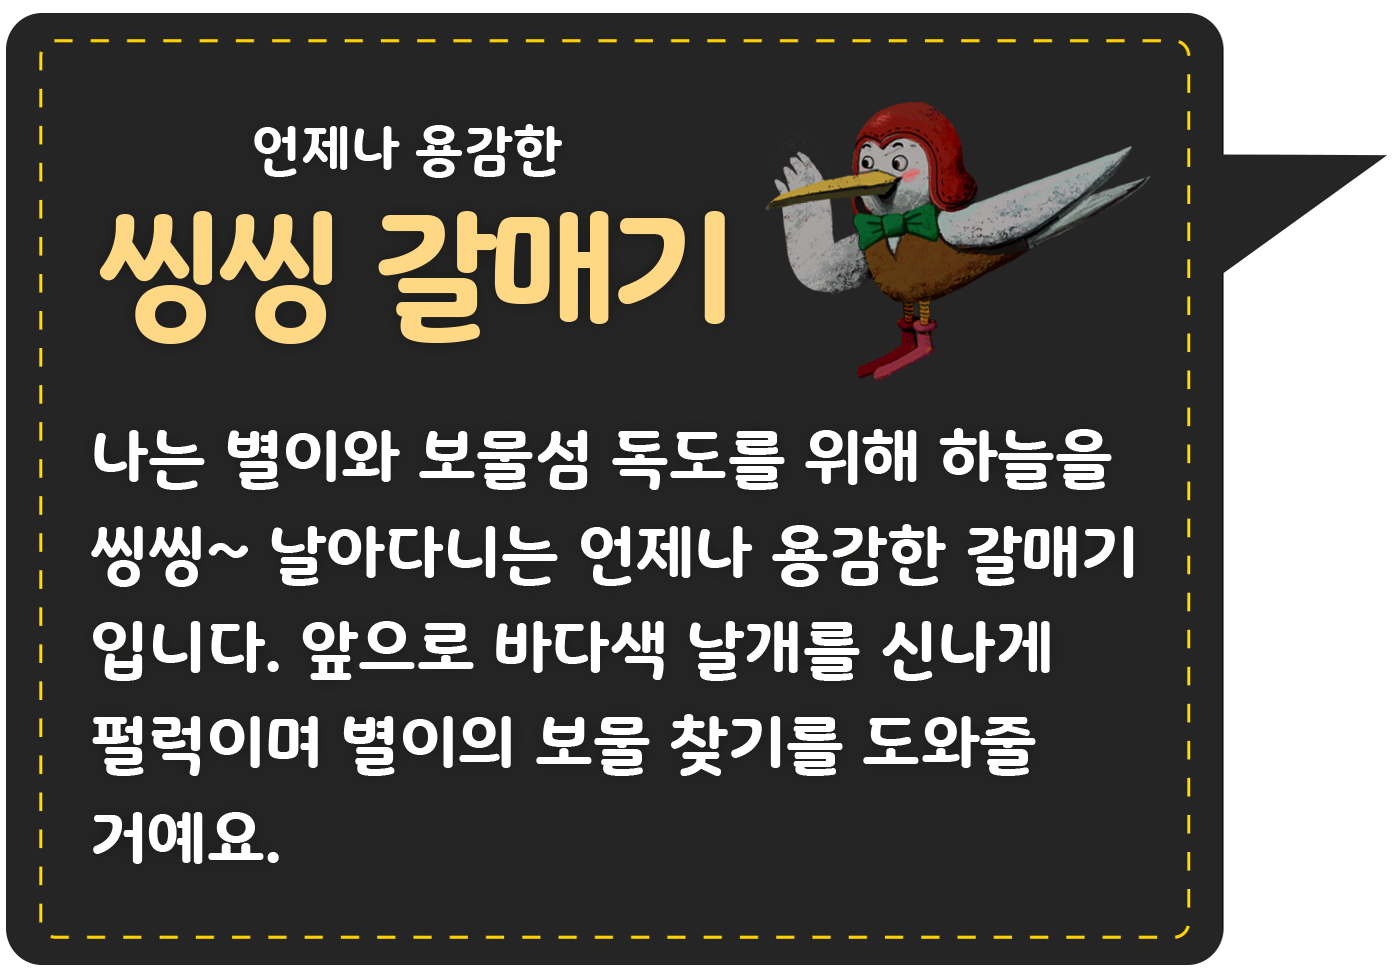 언제나 용감한
씽씽 갈매기
나는 별이와 보물섬 독도를 위해 하늘을
씽씽~ 날아다니는 언제나 용감한 갈매기
입니다. 앞으로 바다색 날개를 신나게
펄럭이며 별이의 보물 찾기를 도와줄
거예요.